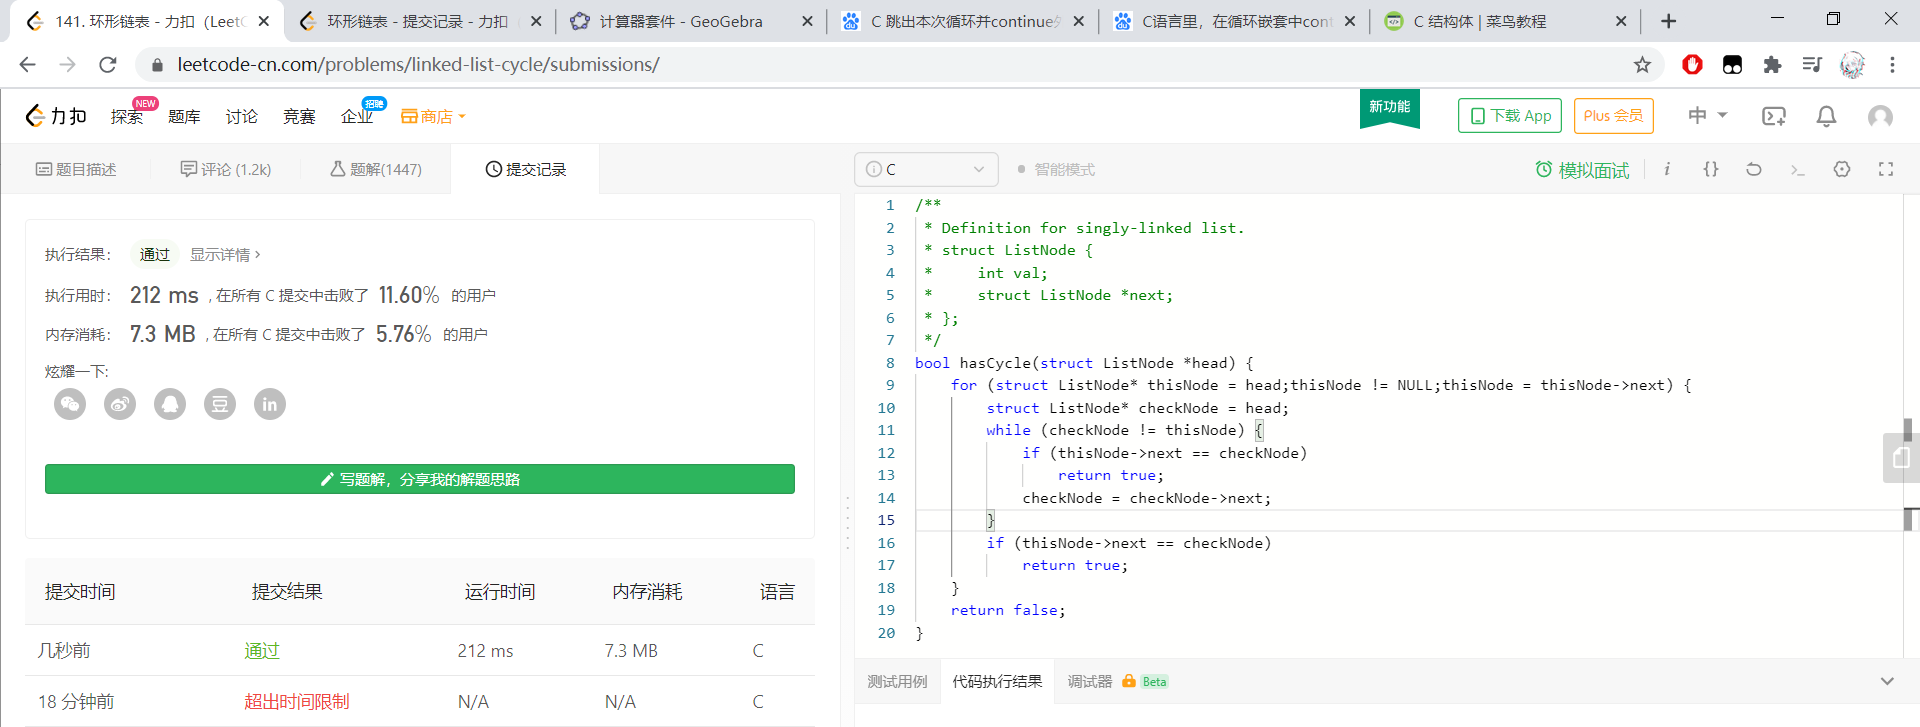 141. 环形链表 - 力扣（LeetC
环形链表 - 提交记录 - 力扣
计算器套件 - GeoGebra
C 跳出本次循环并continue外
C语言里，在循环嵌套中cont
C 结构体 | 菜鸟教程
leetcode-cn.com/problems/linked-list-cycle/submissions/
力扣
探索
NEW
题库
讨论
竞赛
企业
招聘
商店
新功能
下载 App
Plus 会员
中
题目描述
评论 (1.2k)
题解(1447)
提交记录
C
智能模式
模拟面试
执行结果：
通过
显示详情 ›
执行用时： 212 ms , 在所有 C 提交中击败了 11.60% 的用户
内存消耗： 7.3 MB , 在所有 C 提交中击败了 5.76% 的用户
炫耀一下:
写题解，分享我的解题思路
提交时间 提交结果 运行时间 内存消耗 语言
几秒前 通过 212 ms 7.3 MB C
18 分钟前 超出时间限制 N/A N/A C
1 /**
2 * Definition for singly-linked list.
3 * struct ListNode {
4 * int val;
5 * struct ListNode *next;
6 * };
7 */
8 bool hasCycle(struct ListNode *head) {
9 for (struct ListNode* thisNode = head;thisNode != NULL;thisNode = thisNode->next) {
10 struct ListNode* checkNode = head;
11 while (checkNode != thisNode) {
12 if (thisNode->next == checkNode)
13 return true;
14 checkNode = checkNode->next;
15 }
16 if (thisNode->next == checkNode)
17 return true;
18 }
19 return false;
20 }
测试用例
代码执行结果
调试器
Beta